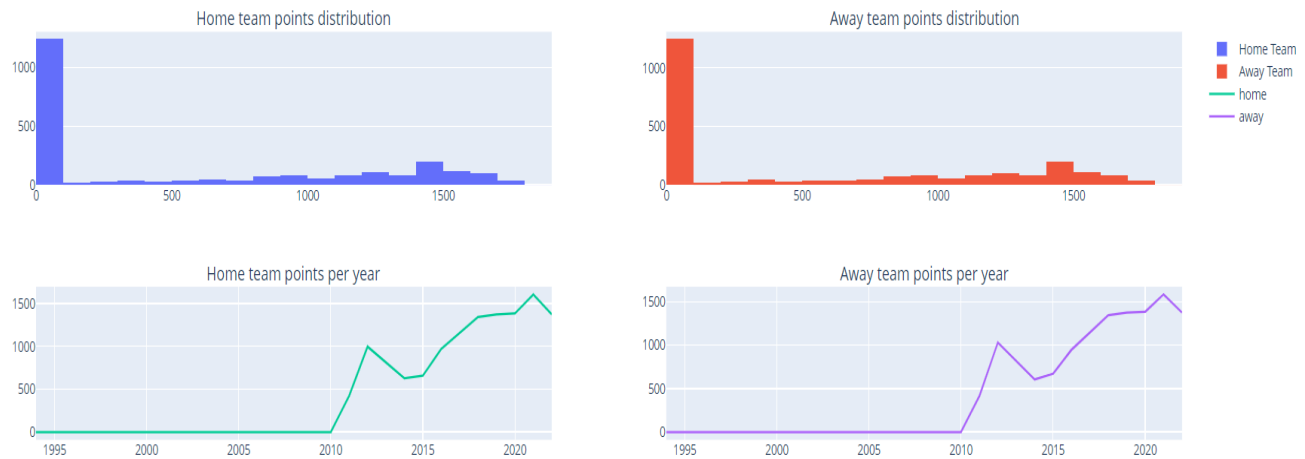 Home team points distribution
Away team points distribution
1000
500
0
0 500 1000 1500
1000
500
0
0 500 1000 1500
Home Team
Away Team
home
away
Home team points per year
Away team points per year
1500
1000
500
0
1995 2000 2005 2010 2015 2020
1500
1000
500
0
1995 2000 2005 2010 2015 2020